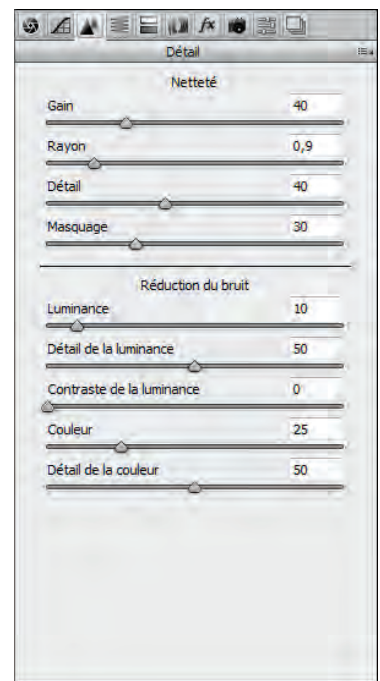 fx
Détail
Netteté
Gain 40
Rayon 0,9
Détail 40
Masquage 30
Réduction du bruit
Luminance 10
Détail de la luminance 50
Contraste de la luminance 0
Couleur 25
Détail de la couleur 50